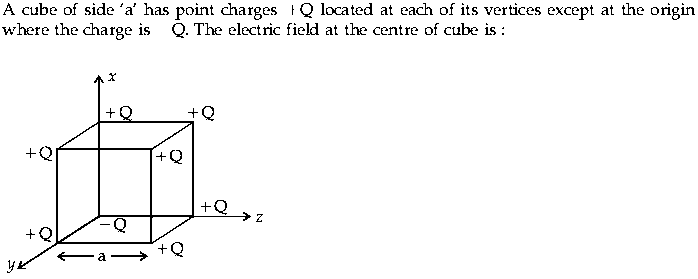 A cube of side 'a' has point charges +Q located at each of its vertices except at the origin
where the charge is Q. The electric field at the centre of cube is :
x
+Q +Q
+Q +Q
+Q
−Q z
+Q
+Q
a
y